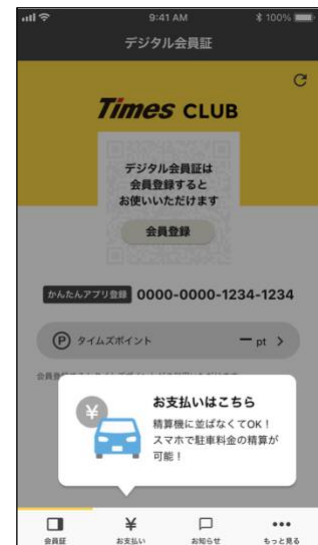 9:41 AM
100%
デジタル会員証
Times CLUB
デジタル会員証は
会員登録すると
お使いいただけます
会員登録
かんたんアプリ登録 0000-0000-1234-1234
P タイムズポイント ー pt >
お支払いはこちら
精算機に並ばなくてOK！
スマホで駐車料金の精算が
可能！
会員証 お支払い お知らせ もっと見る